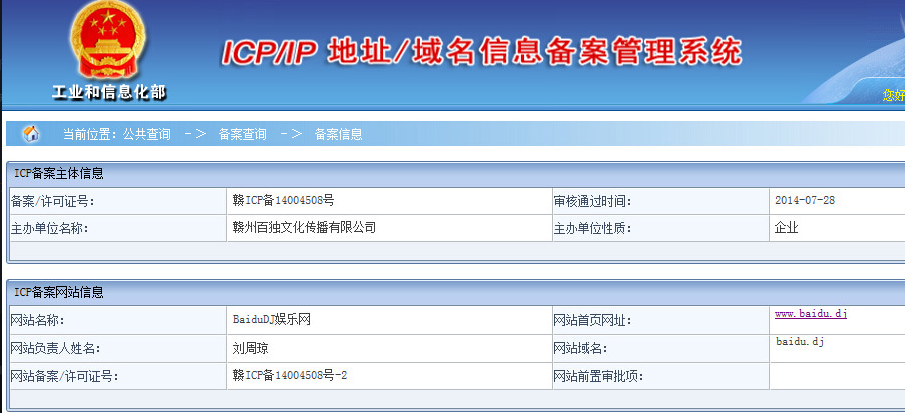 ICP/IP 地址/域名信息备案管理系统
工业和信息化部
您好
当前位置：公共查询 -> 备案查询 -> 备案信息
ICP备案主体信息
备案/许可证号： 赣ICP备14004508号 审核通过时间： 2014-07-28
主办单位名称： 赣州百独文化传播有限公司 主办单位性质： 企业
ICP备案网站信息
网站名称： BaiduDJ娱乐网 网站首页网址： www.baidu.dj
网站负责人姓名： 刘周琼 网站域名： baidu.dj
网站备案/许可证号： 赣ICP备14004508号-2 网站前置审批项：